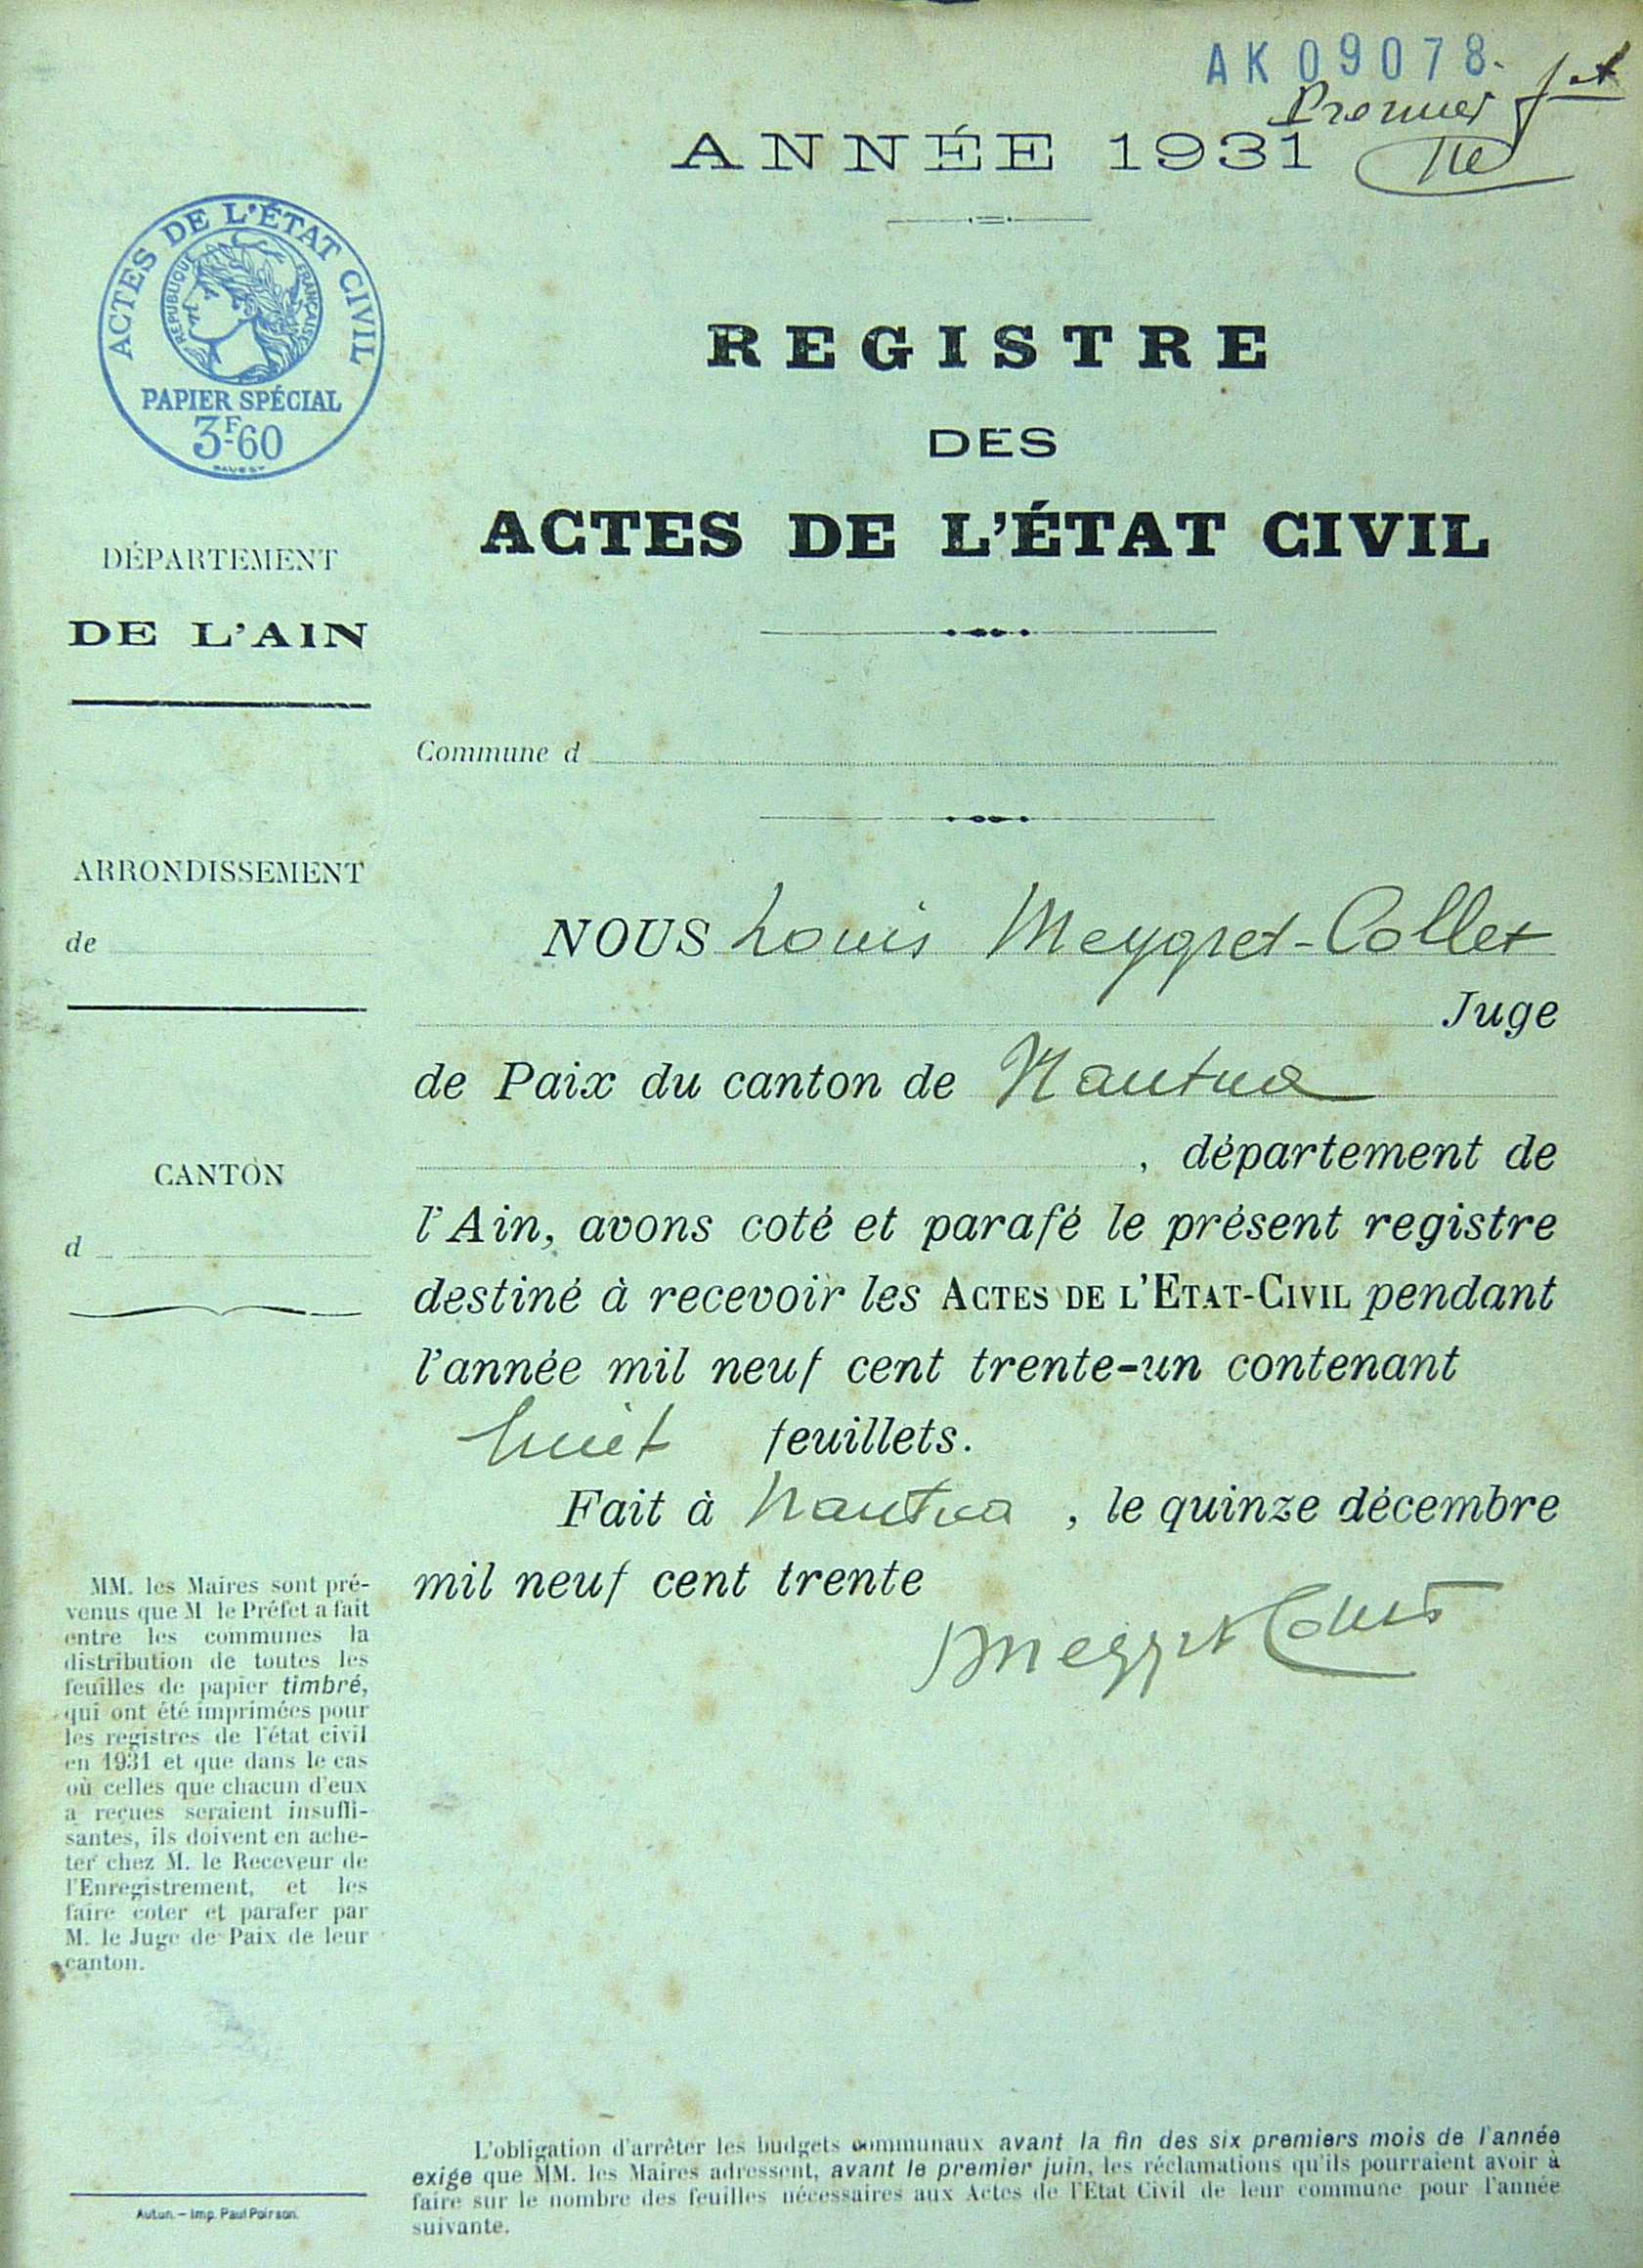 AK 09078.
Premier f^et
ANNÉE 1931
ACTES DE L'ÉTAT CIVIL
RÉPUBLIQUE FRANÇAISE
PAPIER SPÉCIAL
3F.60
REGISTRE
DES
ACTES DE L'ÉTAT CIVIL
DÉPARTEMENT
DE L'AIN
Commune d
ARRONDISSEMENT
de
CANTON
d
NOUS Louis Meygret-Collet
Juge
de Paix du canton de Nantua
, département de
l'Ain, avons coté et parafé le présent registre
destiné à recevoir les ACTES DE L'ETAT-CIVIL pendant
l'année mil neuf cent trente-un contenant
huit feuillets.
Fait à Nantua , le quinze décembre
mil neuf cent trente
Meygret Collet
MM. les Maires sont pré-
venus que M le Préfet a fait
entre les communes la
distribution de toutes les
feuilles de papier timbré,
qui ont été imprimées pour
les registres de l'état civil
en 1931 et que dans le cas
où celles que chacun d'eux
a reçues seraient insuffi-
santes, ils doivent en ache-
ter chez M. le Receveur de
l'Enregistrement, et les
faire coter et parafer par
M. le Juge de Paix de leur
canton.
Autun. - Imp. Paul Poirson.
L'obligation d'arrêter les budgets communaux avant la fin des six premiers mois de l'année
exige que MM. les Maires adressent, avant le premier juin, les réclamations qu'ils pourraient avoir à
faire sur le nombre des feuilles nécessaires aux Actes de l'Etat Civil de leur commune pour l'année
suivante.